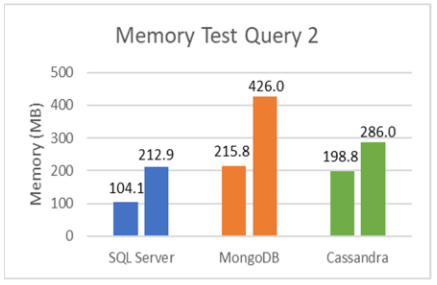 Memory Test Query 2
Memory (MB)
500
400
300
200
100
0
104.1
212.9
215.8
426.0
198.8
286.0
SQL Server
MongoDB
Cassandra